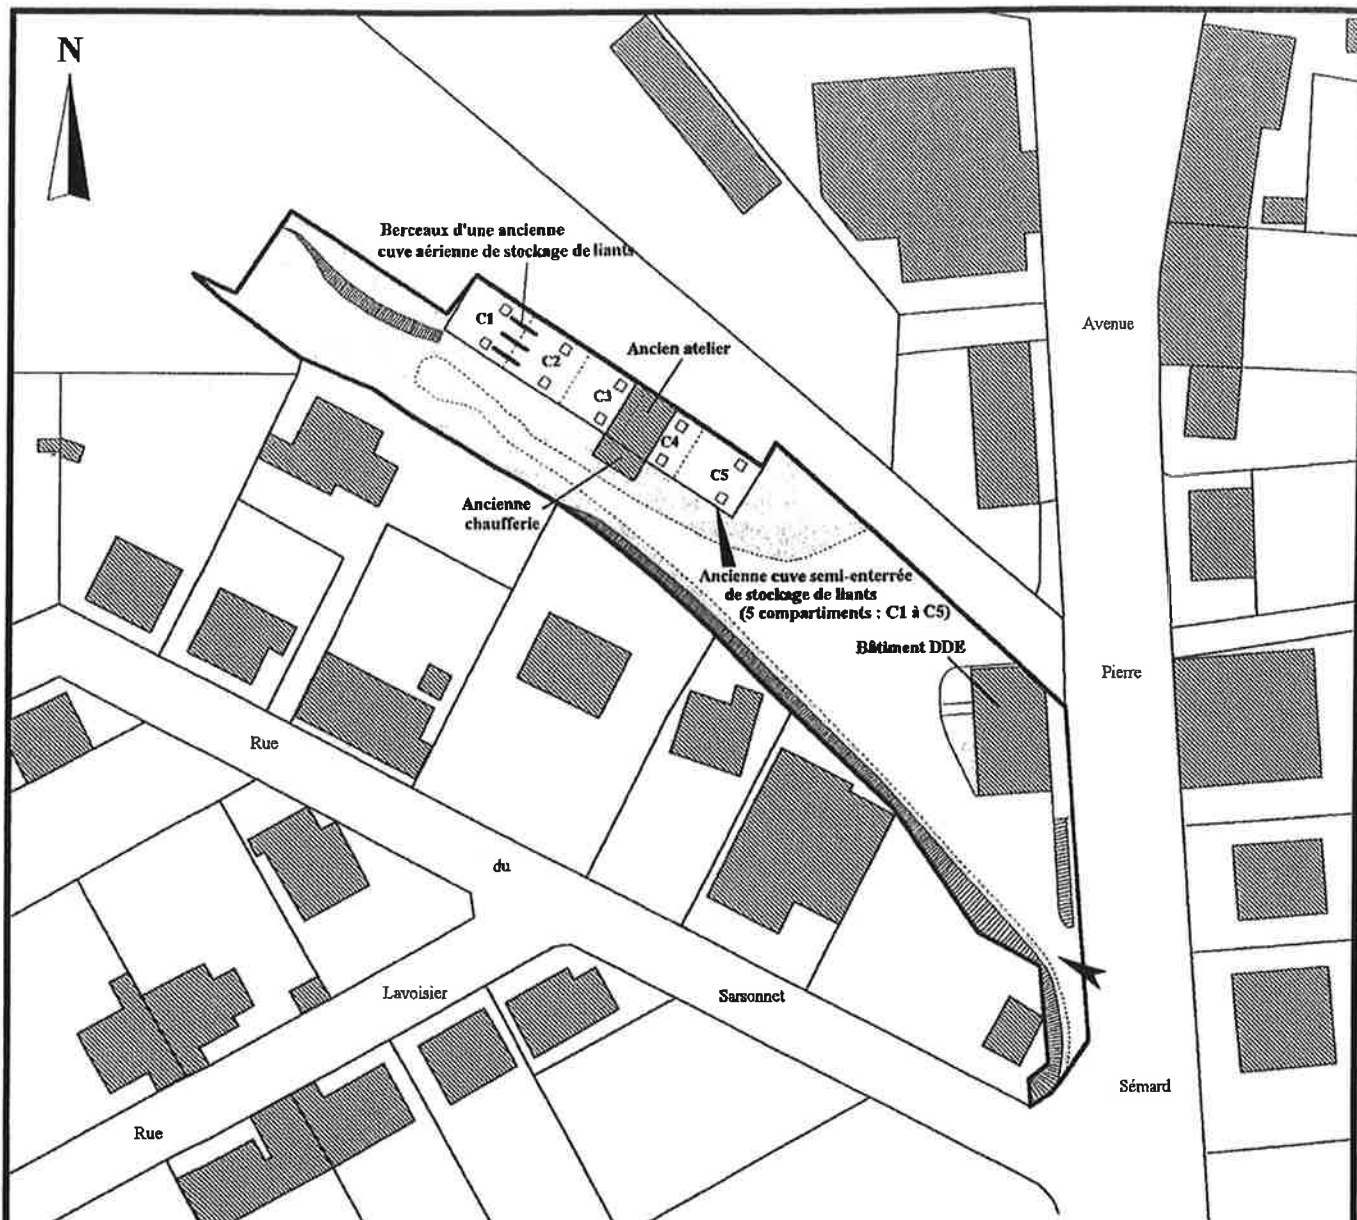 N
Berceaux d'une ancienne
cuve aérienne de stockage de liants
C1
Avenue
Ancien atelier
C2
C3
C4
C5
Ancienne
chaufferie
Ancienne cuve semi-enterrée
de stockage de liants
(5 compartiments : C1 à C5)
Bâtiment DDE
Pierre
Rue
du
Lavoisier
Sarsonnet
Sémard
Rue